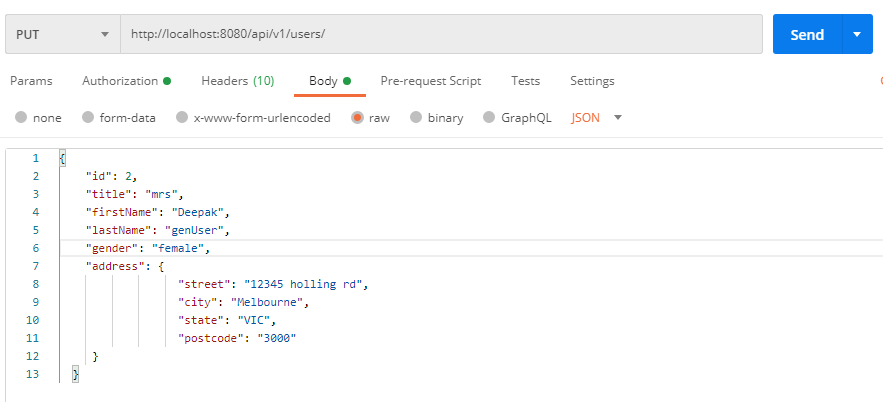 PUT http://localhost:8080/api/v1/users/ Send
Params Authorization Headers (10) Body Pre-request Script Tests Settings
none form-data x-www-form-urlencoded raw binary GraphQL JSON
1 {
2 "id": 2,
3 "title": "mrs",
4 "firstName": "Deepak",
5 "lastName": "genUser",
6 "gender": "female",
7 "address": {
8 "street": "12345 holling rd",
9 "city": "Melbourne",
10 "state": "VIC",
11 "postcode": "3000"
12 }
13 }